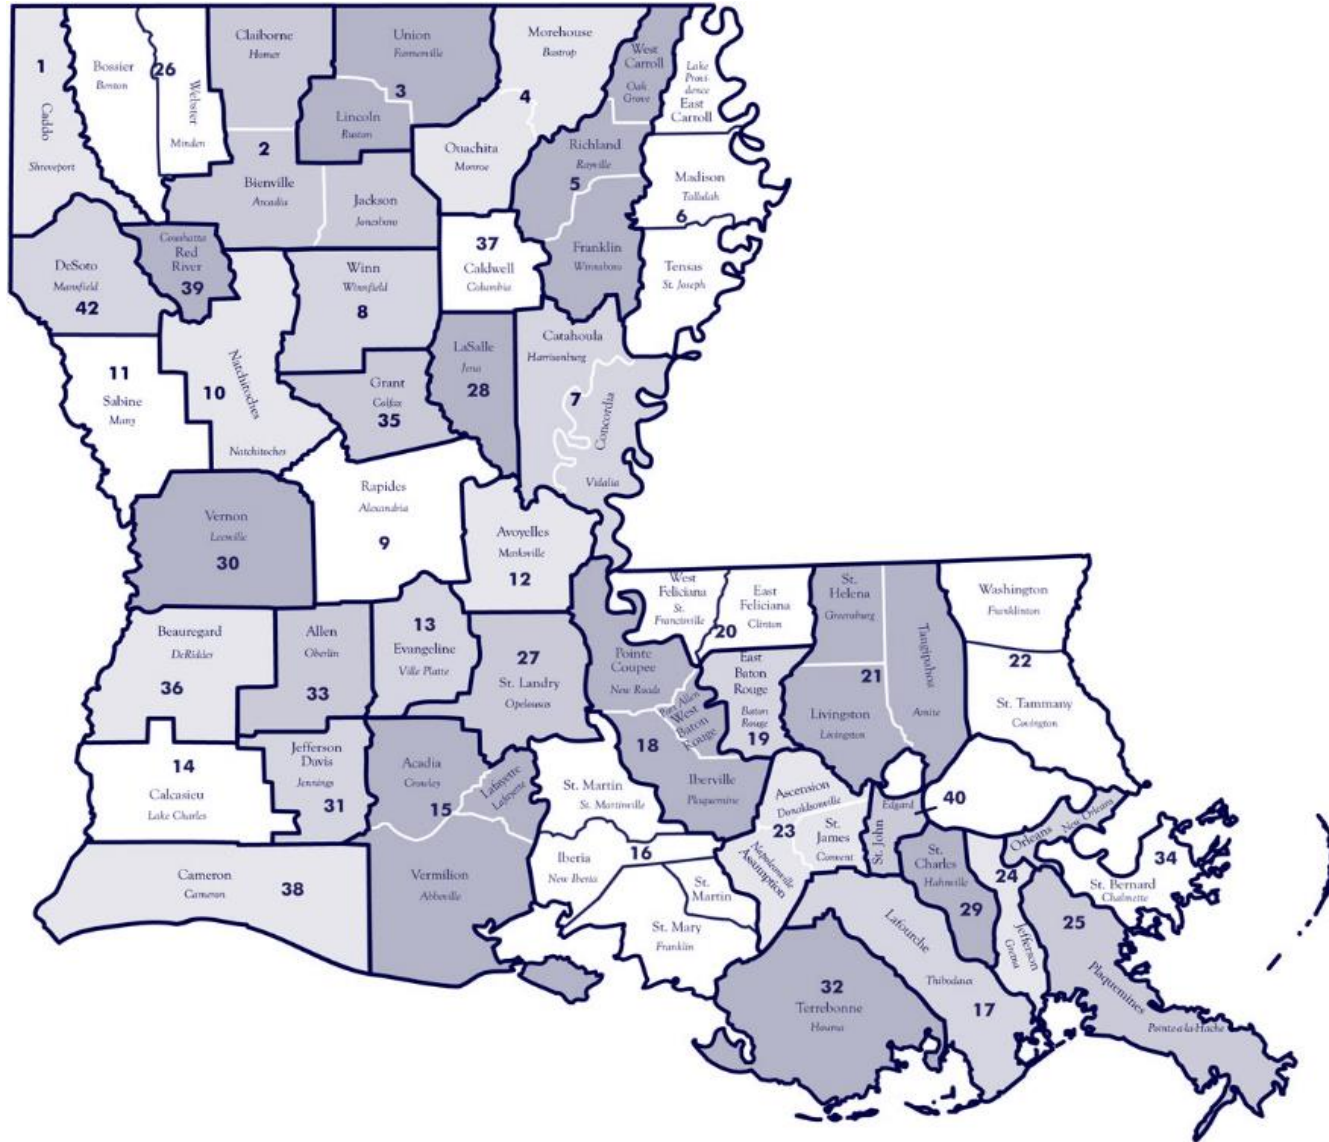 1
Caddo
Shreveport
Bossier
Benton
26
Webster
Minden
Claiborne
Homer
2
Bienville
Arcadia
Jackson
Jonesboro
Union
Farmerville
3
Lincoln
Ruston
Morehouse
Bastrop
4
Ouachita
Monroe
West
Carroll
Oak
Grove
Richland
Rayville
5
Franklin
Winnsboro
Lake
Provi-
dence
East
Carroll
Madison
Tallulah
6
Tensas
St. Joseph
DeSoto
Mansfield
42
Coushatta
Red
River
39
Winn
Winnfield
8
37
Caldwell
Columbia
11
Sabine
Many
10
Natchitoches
Natchitoches
Grant
Colfax
35
LaSalle
Jena
28
Catahoula
Harrisonburg
7
Concordia
Vidalia
Vernon
Leesville
30
Rapides
Alexandria
9
Avoyelles
Marksville
12
Beauregard
DeRidder
36
Allen
Oberlin
33
13
Evangeline
Ville Platte
27
St. Landry
Opelousas
Pointe
Coupee
New Roads
Port Allen
West
Baton
Rouge
18
Iberville
Plaquemine
West
Feliciana
St.
Francisville
East
Feliciana
Clinton
20
East
Baton
Rouge
Baton
Rouge
19
St.
Helena
Greensburg
21
Livingston
Livingston
Tangipahoa
Amite
Washington
Franklinton
22
St. Tammany
Covington
14
Calcasieu
Lake Charles
Jefferson
Davis
Jennings
31
Acadia
Crowley
15
Lafayette
Lafayette
Vermilion
Abbeville
Cameron
Cameron
38
St. Martin
St. Martinville
Iberia
New Iberia
16
St.
Martin
St. Mary
Franklin
Ascension
Donaldsonville
23
St.
James
Convent
Napoleonville
Assumption
Edgard
St. John
40
St.
Charles
Hahnville
29
Orleans
New Orleans
24
Jefferson
Gretna
34
St. Bernard
Chalmette
25
Plaquemines
Pointe-a-la-Hache
Lafourche
Thibodaux
17
32
Terrebonne
Houma